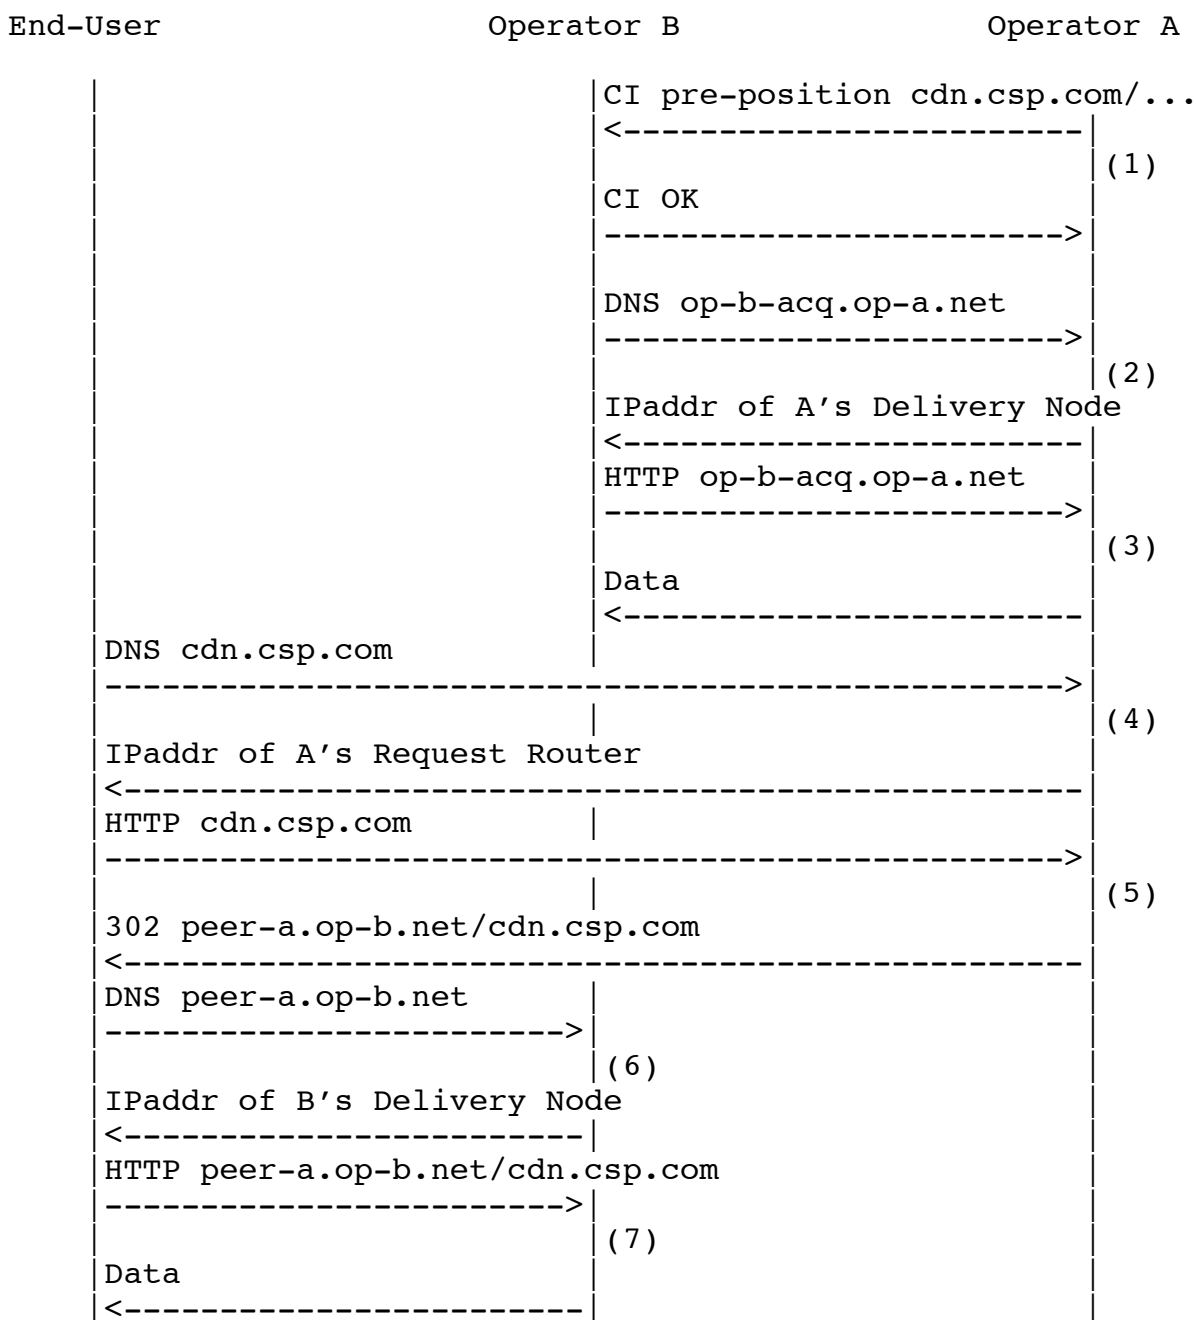 End-User Operator B Operator A
CI pre-position cdn.csp.com/...
(1)
CI OK
DNS op-b-acq.op-a.net
(2)
IPaddr of A's Delivery Node
HTTP op-b-acq.op-a.net
(3)
Data
DNS cdn.csp.com
(4)
IPaddr of A's Request Router
HTTP cdn.csp.com
(5)
302 peer-a.op-b.net/cdn.csp.com
DNS peer-a.op-b.net
(6)
IPaddr of B's Delivery Node
HTTP peer-a.op-b.net/cdn.csp.com
(7)
Data